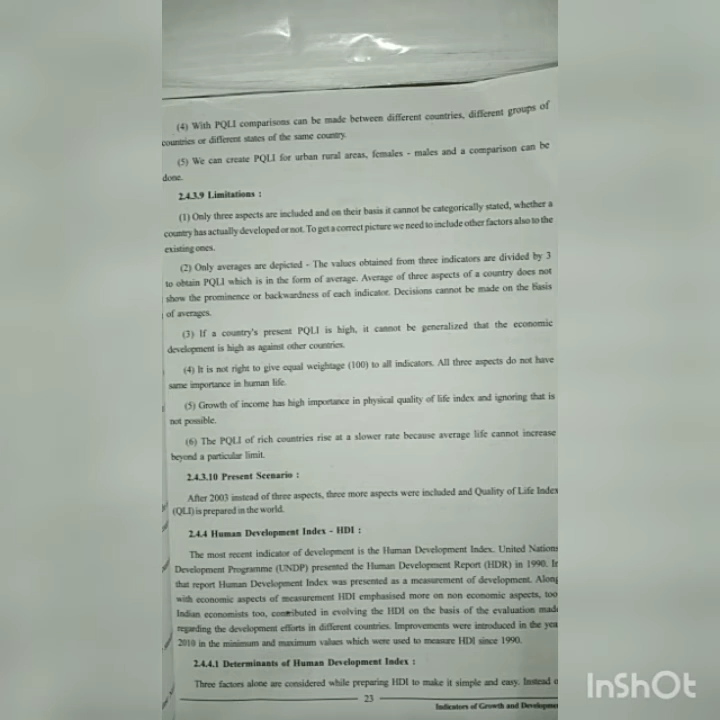 (4) With PQLI comparisons can be made between different countries, different groups of
countries or different states of the same country.
(5) We can create PQLI for urban rural areas, females - males and a comparison can be
done.
2.4.3.9 Limitations :
(1) Only three aspects are included and on their basis it cannot be categorically stated, whether a
country has actually developed or not. To get a correct picture we need to include other factors also to the
existing ones.
(2) Only averages are depicted - The values obtained from three indicators are divided by 3
to obtain PQLI which is in the form of average. Average of three aspects of a country does not
show the prominence or backwardness of each indicator. Decisions cannot be made on the Basis
of averages.
(3) If a country's present PQLI is high, it cannot be generalized that the economic
development is high as against other countries.
(4) It is not right to give equal weightage (100) to all indicators. All three aspects do not have
same importance in human life.
(5) Growth of income has high importance in physical quality of life index and ignoring that is
not possible.
(6) The PQLI of rich countries rise at a slower rate because average life cannot increase
beyond a particular limit.
2.4.3.10 Present Scenario :
After 2003 instead of three aspects, three more aspects were included and Quality of Life Index
(QLI) is prepared in the world.
2.4.4 Human Development Index - HDI :
The most recent indicator of development is the Human Development Index. United Nations
Development Programme (UNDP) presented the Human Development Report (HDR) in 1990. In
that report Human Development Index was presented as a measurement of development. Along
with economic aspects of measurement HDI emphasised more on non economic aspects, too
Indian economists too, contributed in evolving the HDI on the basis of the evaluation made
regarding the development efforts in different countries. Improvements were introduced in the yea
2010 in the minimum and maximum values which were used to measure HDI since 1990.
2.4.4.1 Determinants of Human Development Index :
Three factors alone are considered while preparing HDI to make it simple and easy. Instead o
23
Indicators of Growth and Developmen
InShOt